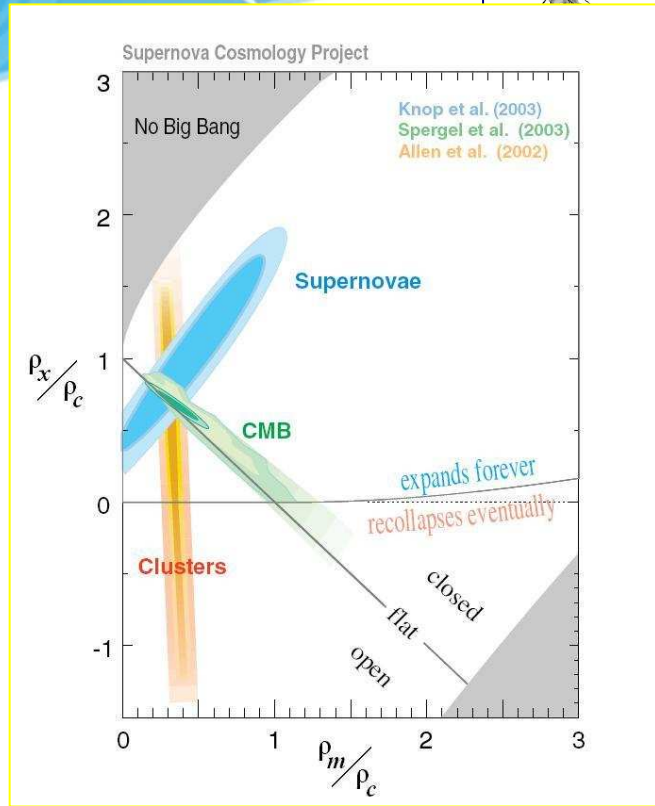 Supernova Cosmology Project
3
No Big Bang
Knop et al. (2003)
Spergel et al. (2003)
Allen et al. (2002)
2
Supernovae
1
ρx/ρc
CMB
expands forever
0
recollapses eventually
Clusters
closed
flat
-1
open
0 1 2 3
ρm/ρc